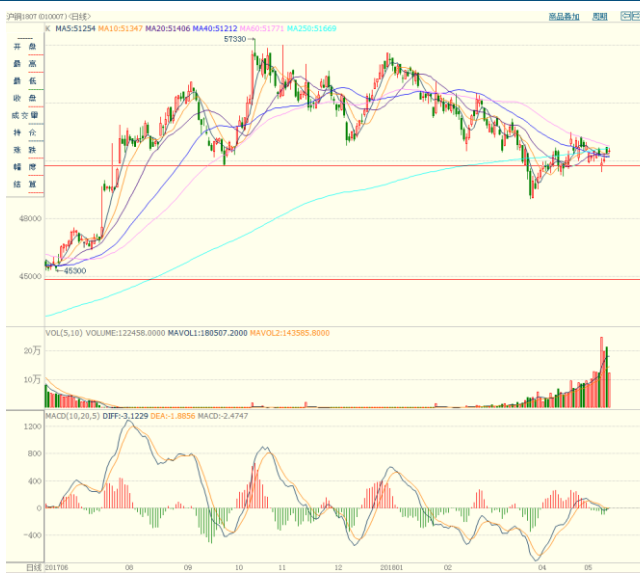 沪铜1807 (010007) (日线)
商品叠加 周期
K MA5:51254 MA10:51347 MA20:51406 MA40:51212 MA60:51771 MA250:51669
开 盘
最 高
最 低
收 盘
成交量
持 仓
涨 跌
幅 度
结 算
57330
48000
45000
45300
VOL(5,10) VOLUME:122458.0000 MAVOL1:180507.2000 MAVOL2:143585.8000
20万
10万
MACD(10,20,5) DIFF:-3.1229 DEA:-1.8856 MACD:-2.4747
1200
800
400
0
-400
日线 201706 08 09 10 11 12 201801 02 04 05